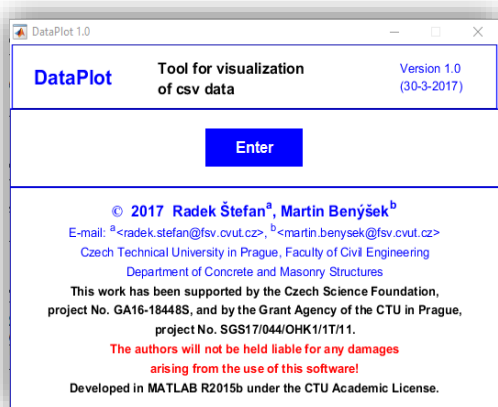 DataPlot 1.0
DataPlot
Tool for visualization
of csv data
Version 1.0
(30-3-2017)
Enter
© 2017 Radek Štefanᵃ, Martin Benýšekᵇ
E-mail: ᵃ<radek.stefan@fsv.cvut.cz>, ᵇ<martin.benysek@fsv.cvut.cz>
Czech Technical University in Prague, Faculty of Civil Engineering
Department of Concrete and Masonry Structures
This work has been supported by the Czech Science Foundation,
project No. GA16-18448S, and by the Grant Agency of the CTU in Prague,
project No. SGS17/044/OHK1/1T/11.
The authors will not be held liable for any damages
arising from the use of this software!
Developed in MATLAB R2015b under the CTU Academic License.